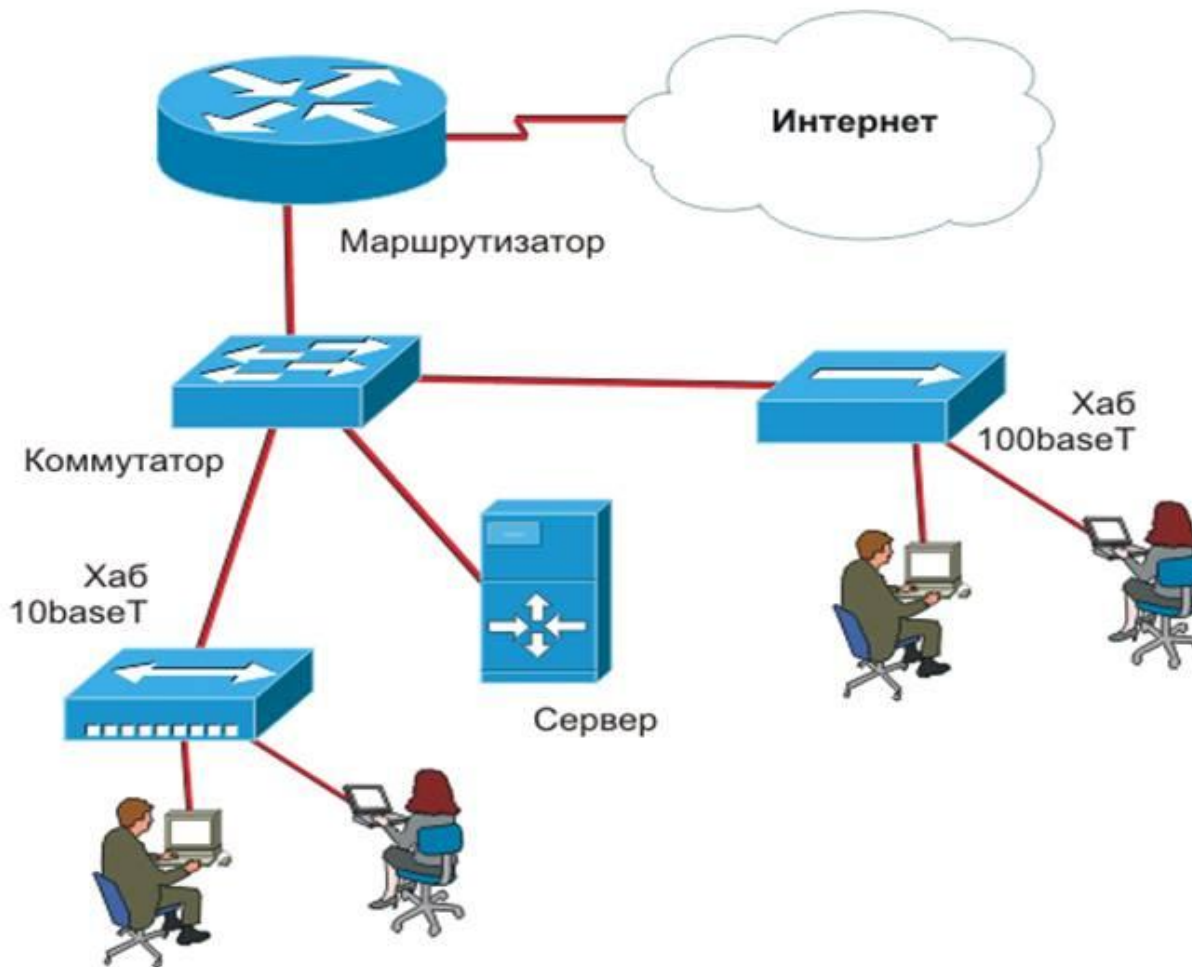 Интернет
Маршрутизатор
Хаб
100baseT
Коммутатор
Хаб
10baseT
Сервер